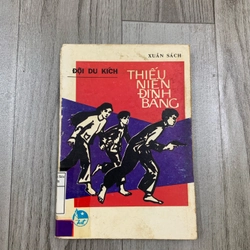 XUÂN SÁCH
ĐỘI DU KÍCH
THIẾU
NIÊN
ĐÌNH
BẢNG